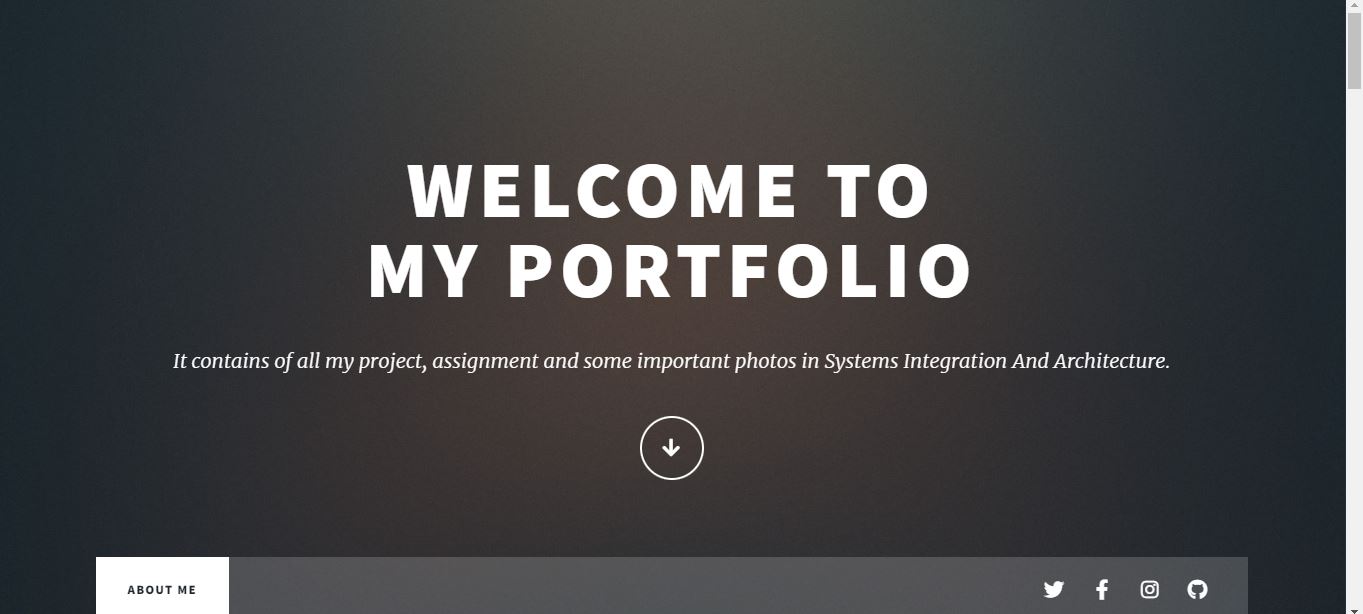 WELCOME TO
MY PORTFOLIO
It contains of all my project, assignment and some important photos in Systems Integration And Architecture.
ABOUT ME